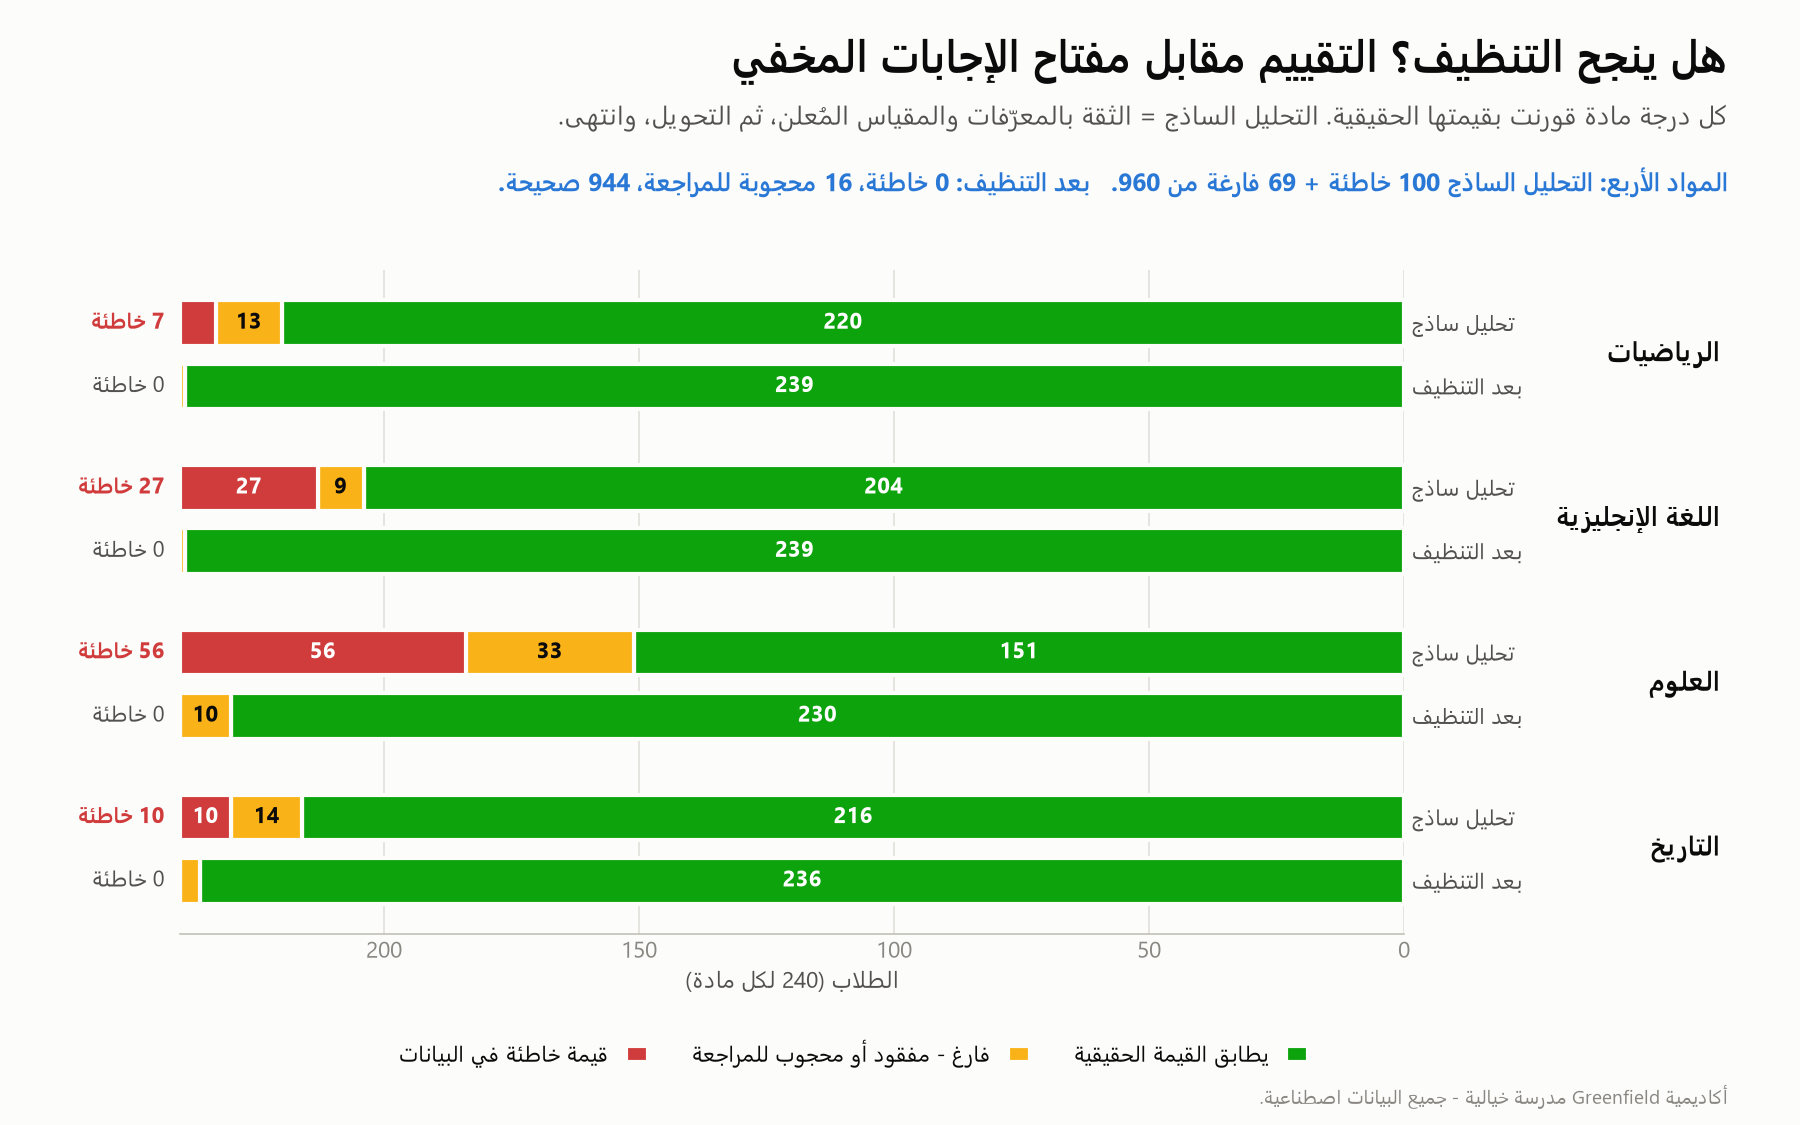 هل ينجح التنظيف؟ التقييم مقابل مفتاح الإجابات المخفي
كل درجة مادة قورنت بقيمتها الحقيقية. التحليل الساذج = الثقة بالمعرّفات والمقياس المُعلن، ثم التحويل، وانتهى.
المواد الأربع: التحليل الساذج 100 خاطئة + 69 فارغة من 960. بعد التنظيف: 0 خاطئة، 16 محجوبة للمراجعة، 944 صحيحة.
الرياضيات
تحليل ساذج 220 13 7 خاطئة
بعد التنظيف 239 0 خاطئة
اللغة الإنجليزية
تحليل ساذج 204 9 27 27 خاطئة
بعد التنظيف 239 0 خاطئة
العلوم
تحليل ساذج 151 33 56 56 خاطئة
بعد التنظيف 230 10 0 خاطئة
التاريخ
تحليل ساذج 216 14 10 10 خاطئة
بعد التنظيف 236 0 خاطئة
0 50 100 150 200
الطلاب (240 لكل مادة)
يطابق القيمة الحقيقية فارغ - مفقود أو محجوب للمراجعة قيمة خاطئة في البيانات
أكاديمية Greenfield مدرسة خيالية - جميع البيانات اصطناعية.